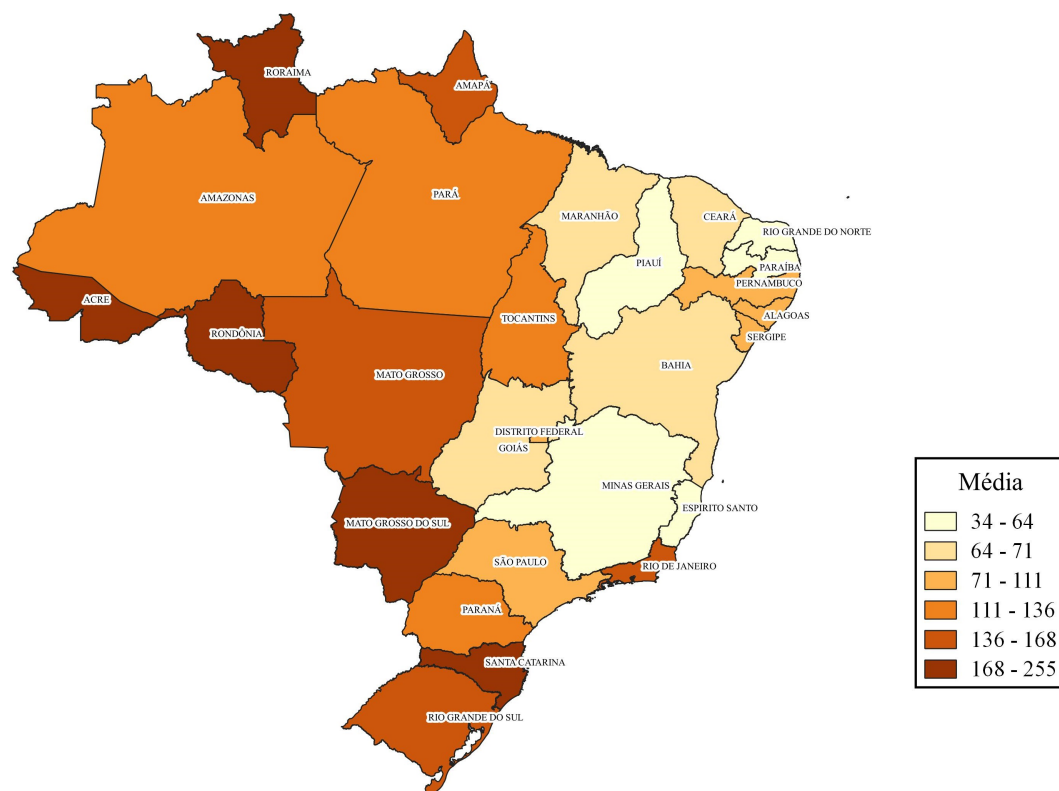 RORAIMA
AMAPÁ
AMAZONAS
PARÁ
MARANHÃO
CEARÁ
RIO GRANDE DO NORTE
PIAUÍ
PARAÍBA
PERNAMBUCO
ACRE
ALAGOAS
TOCANTINS
RONDÔNIA
SERGIPE
BAHIA
MATO GROSSO
DISTRITO FEDERAL
GOIÁS
MINAS GERAIS
ESPIRITO SANTO
MATO GROSSO DO SUL
SÃO PAULO
RIO DE JANEIRO
PARANÁ
SANTA CATARINA
RIO GRANDE DO SUL
Média
34 - 64
64 - 71
71 - 111
111 - 136
136 - 168
168 - 255